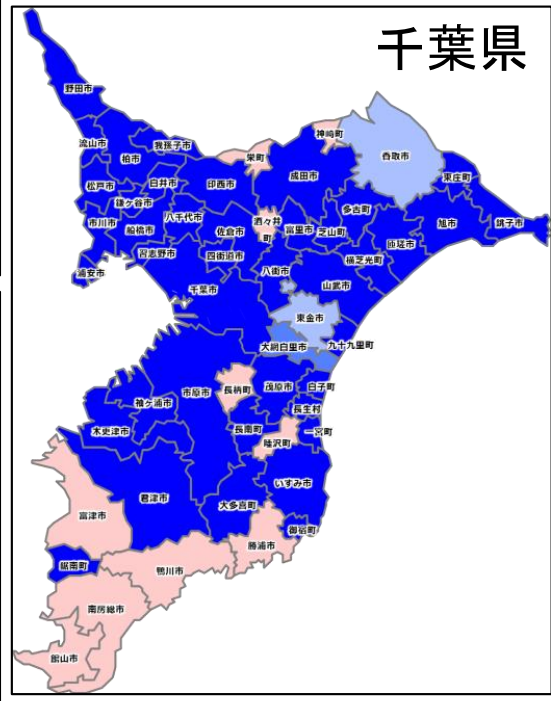 千葉県
野田市
流山市
柏市
我孫子市
栄町
神崎町
香取市
松戸市
白井市
印西市
成田市
東庄町
鎌ケ谷市
多古町
市川市
船橋市
八千代市
佐倉市
酒々井
町
富里市
芝山町
旭市
銚子市
匝瑳市
習志野市
四街道市
横芝光町
浦安市
八街市
千葉市
山武市
東金市
大網白里市
九十九里町
市原市
長柄町
茂原市
白子町
袖ヶ浦市
長生村
木更津市
長南町
一宮町
睦沢町
いすみ市
君津市
大多喜町
富津市
御宿町
勝浦市
鋸南町
鴨川市
南房総市
館山市